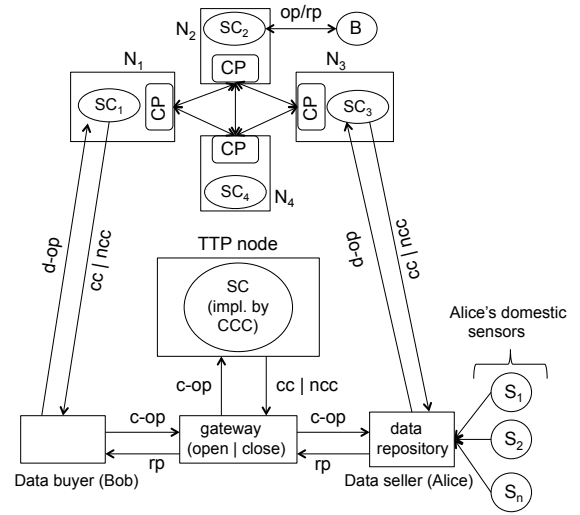 op/rp
N2
SC2
B
CP
N1
SC1
CP
N3
CP
SC3
CP
SC4
N4
d-op
cc | ncc
d-op
cc | ncc
TTP node
SC
(impl. by
CCC)
Alice's domestic
sensors
c-op
cc | ncc
S1
S2
Sn
c-op
gateway
(open | close)
c-op
data
repository
rp
rp
Data buyer (Bob)
Data seller (Alice)